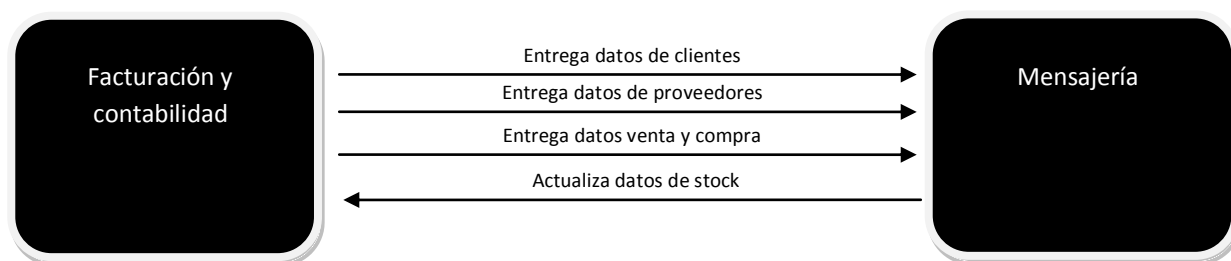 Facturación y
contabilidad
Entrega datos de clientes
Entrega datos de proveedores
Entrega datos venta y compra
Actualiza datos de stock
Mensajería